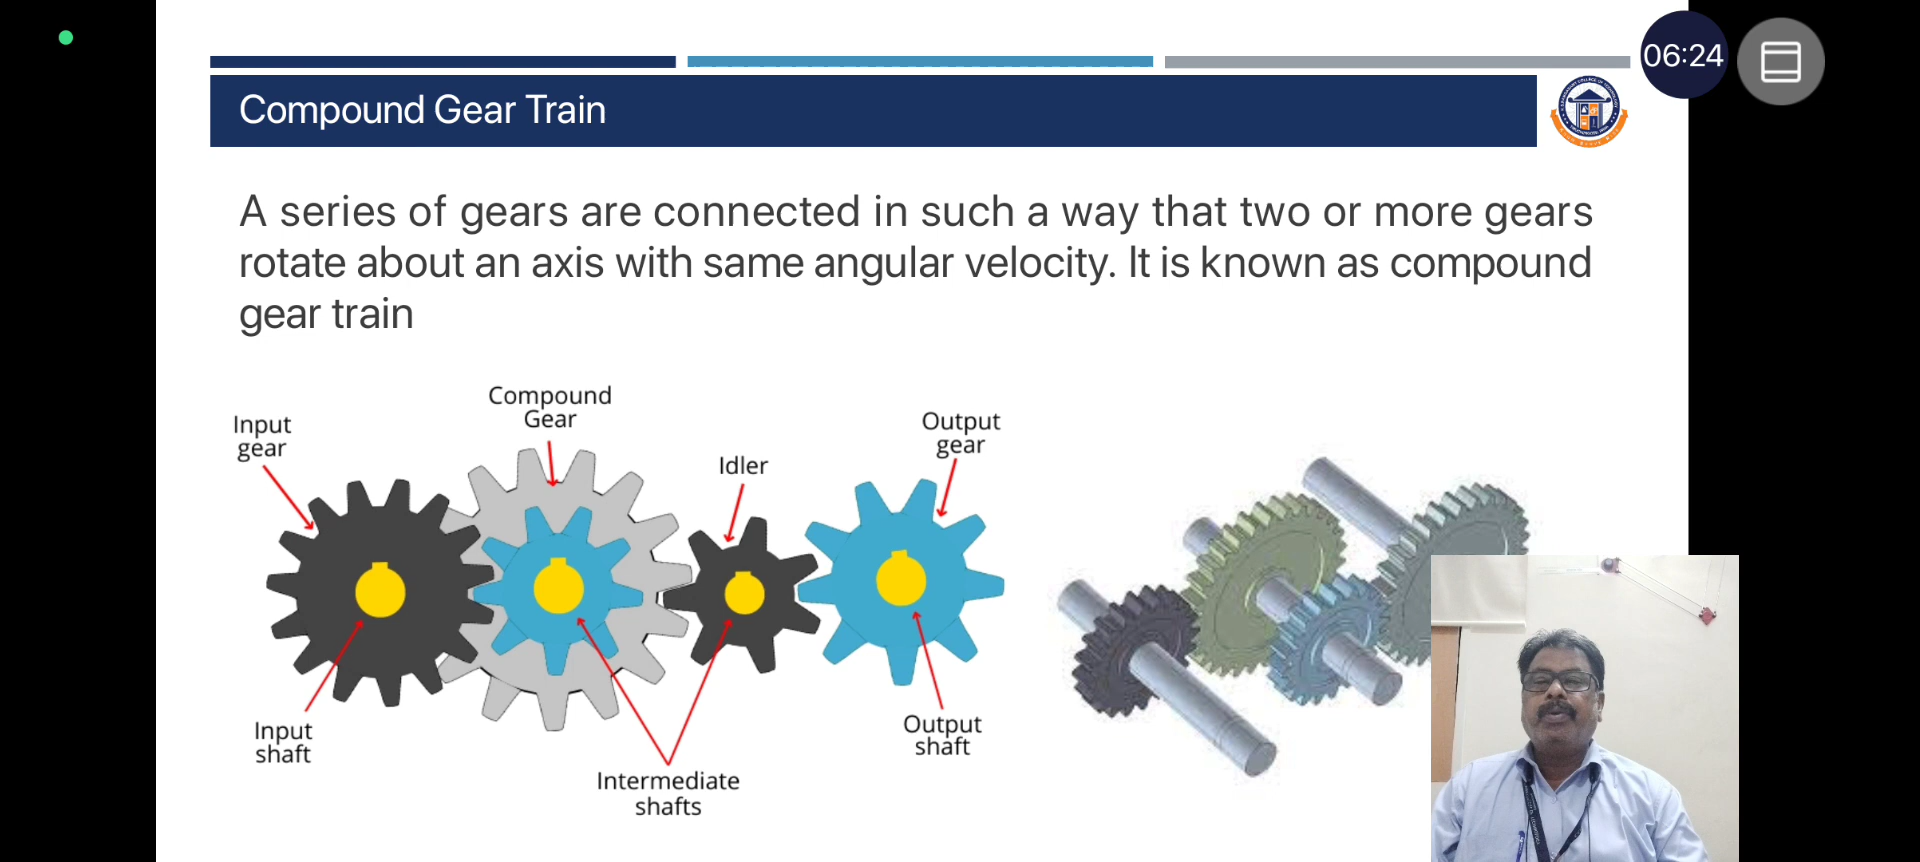 06:24
Compound Gear Train
A series of gears are connected in such a way that two or more gears
rotate about an axis with same angular velocity. It is known as compound
gear train
Compound
Gear
Input
gear
Idler
Output
gear
Input
shaft
Intermediate
shafts
Output
shaft